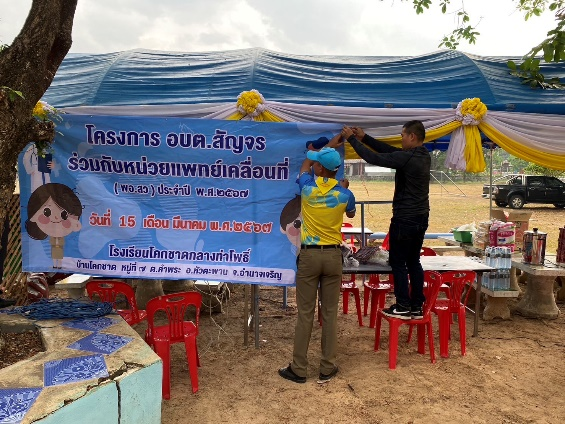 โครงการ อบต.สัญจร
ร่วมกับหน่วยแพทย์เคลื่อนที่
( พอ.สว ) ประจำปี พ.ศ.๒๕๖๗
วันที่ 15 เดือน มีนาคม พ.ศ.๒๕๖๗
โรงเรียนโคกชาดกลางท่าโพธิ์
บ้านโคกชาด หมู่ที่ ๗ ต.คำพระ อ.หัวตะพาน จ.อำนาจเจริญ